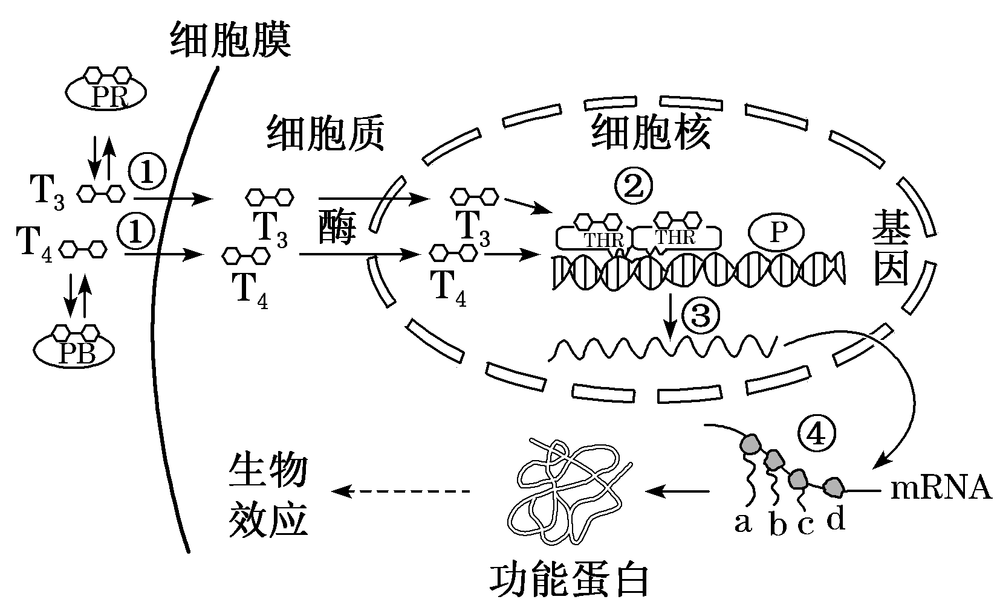 细胞膜
PR
细胞质
细胞核
①
T₃
②
T₃
酶
T₃
THR
THR
P
基因
①
T₄
T₄
T₄
③
PB
④
生物
效应
mRNA
a
b
c
d
功能蛋白